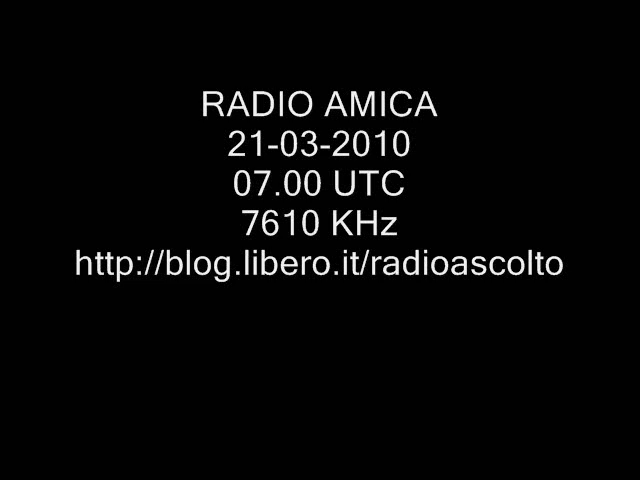 RADIO AMICA
21-03-2010
07.00 UTC
7610 KHz
http://blog.libero.it/radioascolto